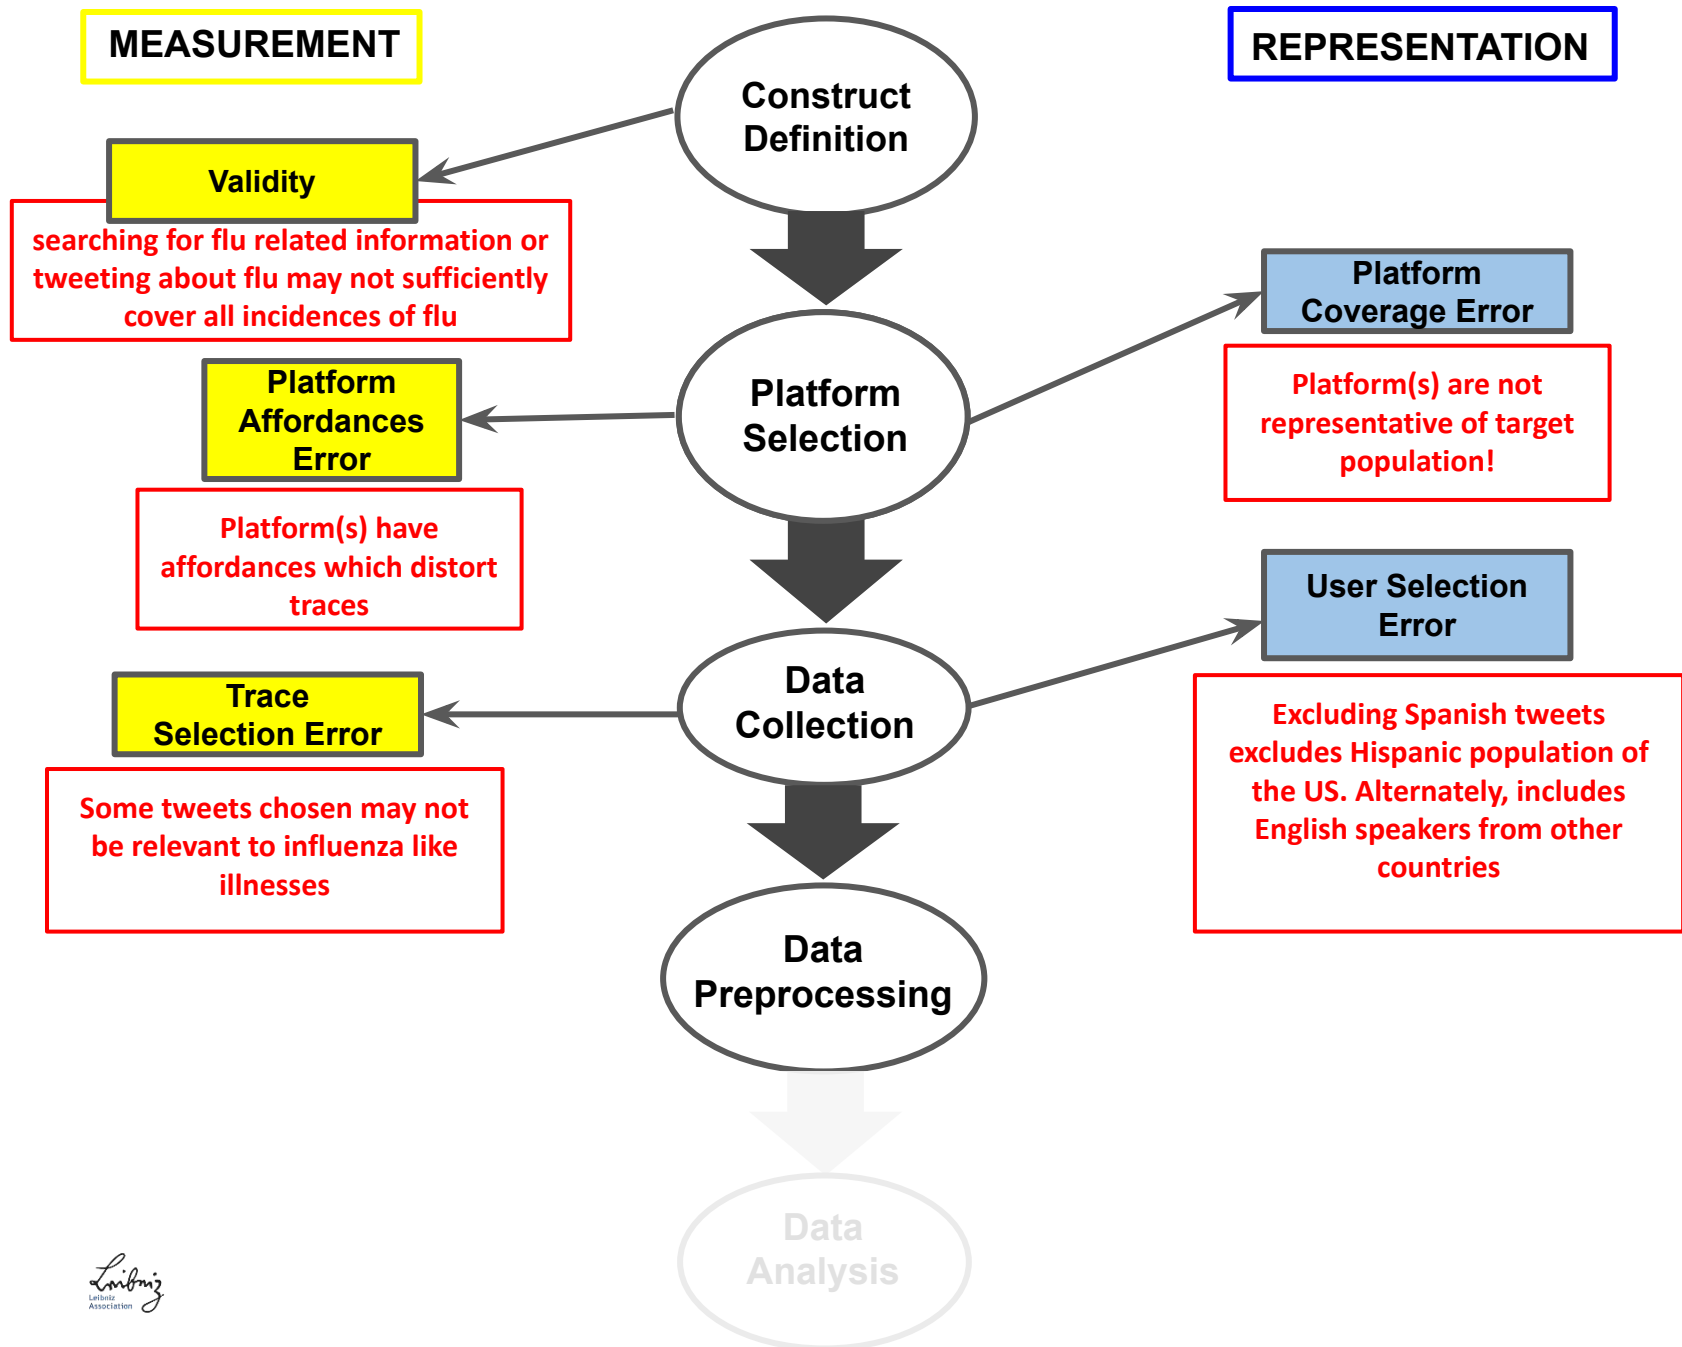 MEASUREMENT
REPRESENTATION
Construct
Definition
Validity
searching for flu related information or
tweeting about flu may not sufficiently
cover all incidences of flu
Platform
Coverage Error
Platform(s) are not
representative of target
population!
Platform
Affordances
Error
Platform
Selection
Platform(s) have
affordances which distort
traces
User Selection
Error
Trace
Selection Error
Data
Collection
Some tweets chosen may not
be relevant to influenza like
illnesses
Excluding Spanish tweets
excludes Hispanic population of
the US. Alternately, includes
English speakers from other
countries
Data
Preprocessing
Data
Analysis
Leibniz
Leibniz
Association